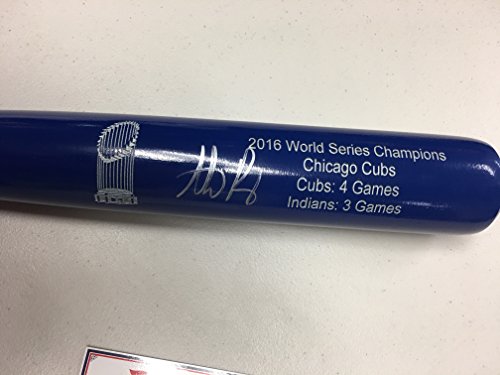 2016 World Series Champions
Chicago Cubs
Cubs: 4 Games
Indians: 3 Games